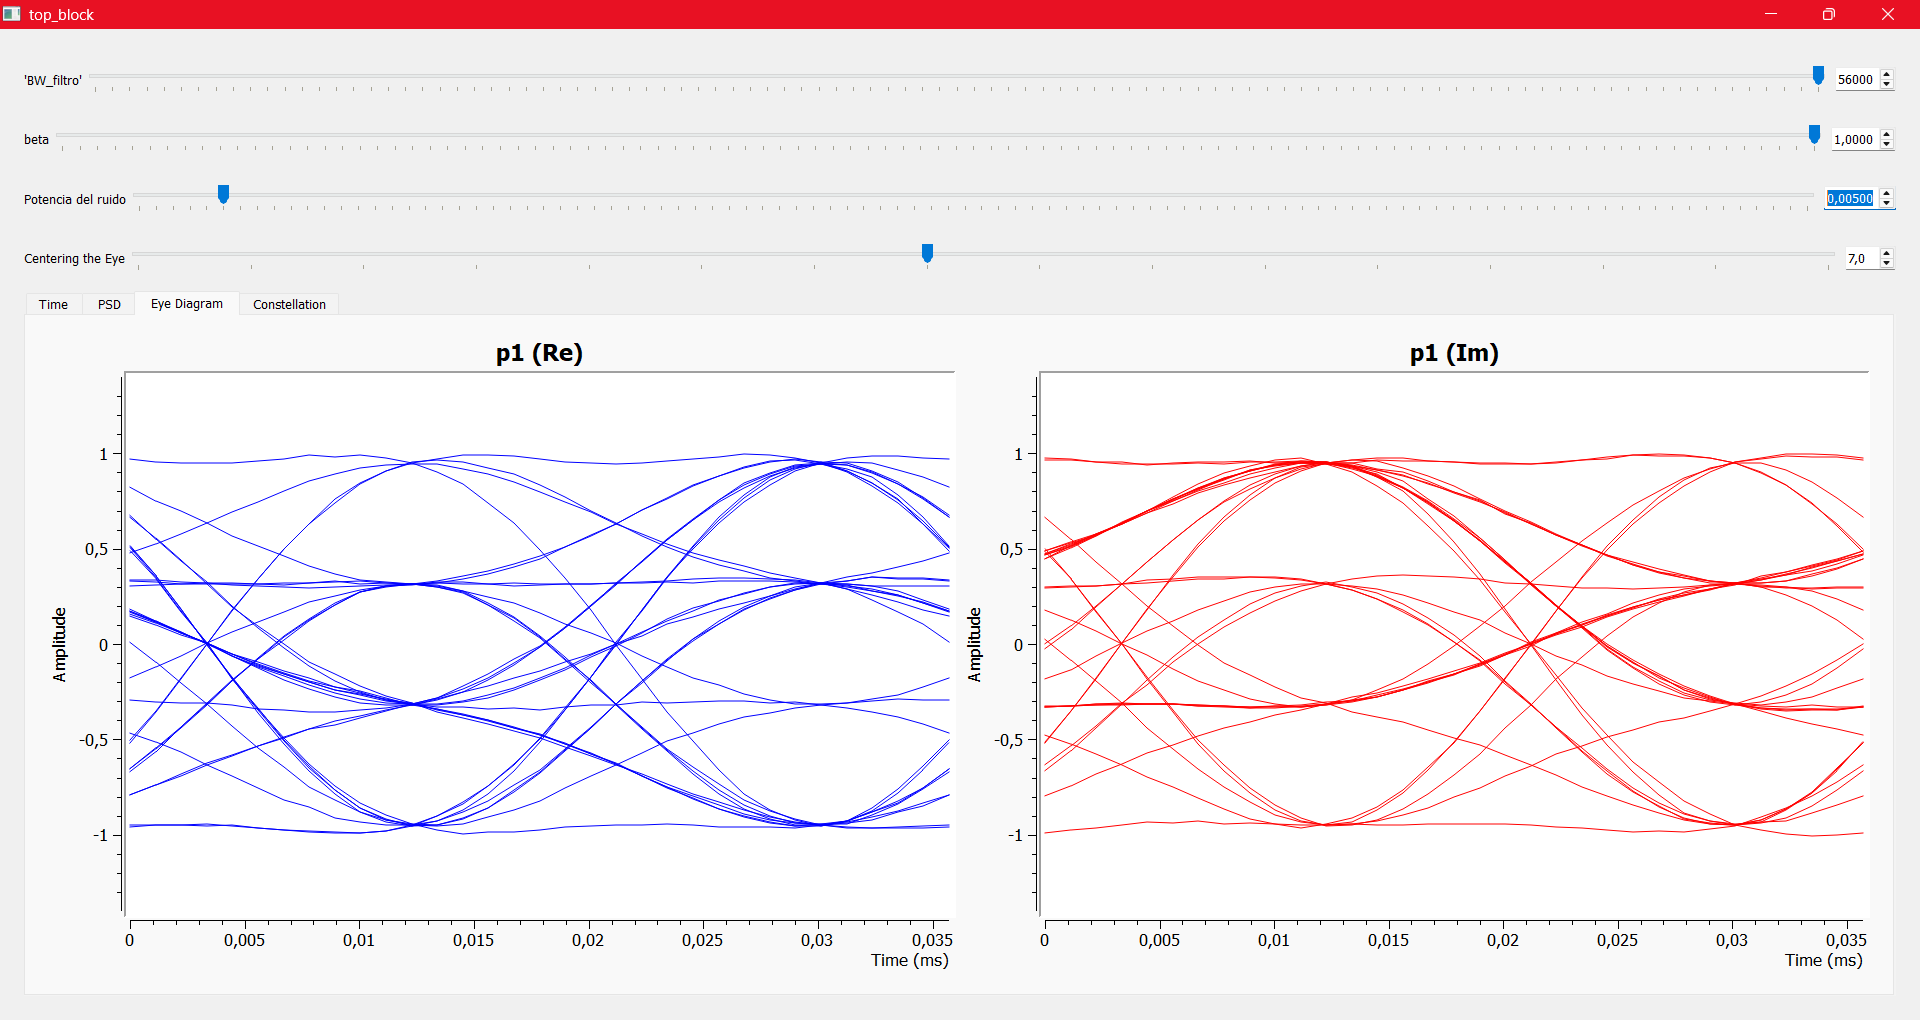 top_block
'BW_filtro' 56000
beta 1,0000
Potencia del ruido 0,00500
Centering the Eye 7,0
Time PSD Eye Diagram Constellation
p1 (Re)
Amplitude
1
0,5
0
-0,5
-1
0 0,005 0,01 0,015 0,02 0,025 0,03 0,035
Time (ms)
p1 (Im)
Amplitude
1
0,5
0
-0,5
-1
0 0,005 0,01 0,015 0,02 0,025 0,03 0,035
Time (ms)